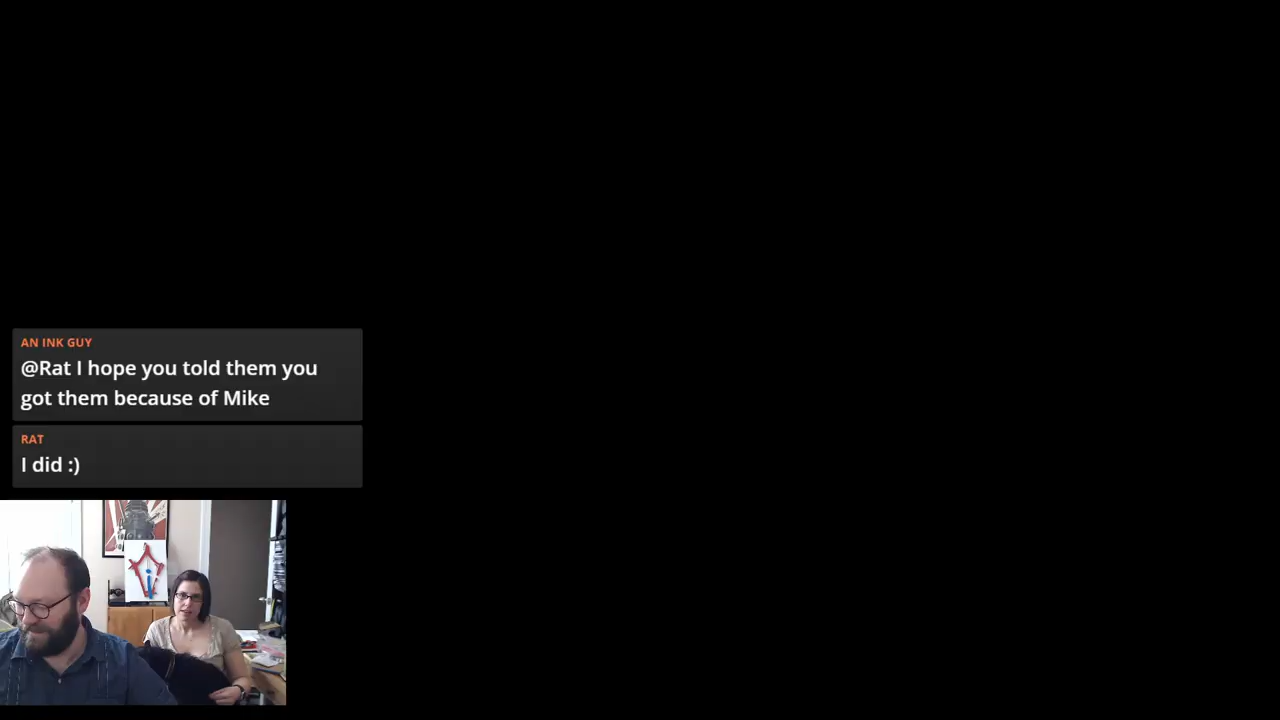 AN INK GUY
@Rat I hope you told them you
got them because of Mike
RAT
I did :)